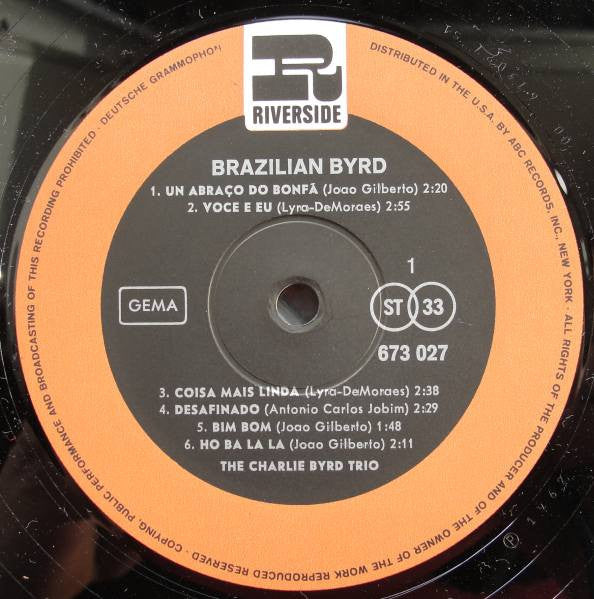 R
RIVERSIDE
BRAZILIAN BYRD
1. UN ABRAÇO DO BONFÃ (Joao Gilberto) 2:20
2. VOCE E EU (Lyra-DeMoraes) 2:55
1
GEMA
ST 33
673 027
3. COISA MAIS LINDA (Lyra-DeMoraes) 2:38
4. DESAFINADO (Antonio Carlos Jobim) 2:29
5. BIM BOM (Joao Gilberto) 1:48
6. HO BA LA LA (Joao Gilberto) 2:11
THE CHARLIE BYRD TRIO
DISTRIBUTED IN THE U.S.A. BY ABC RECORDS, INC., NEW YORK · ALL RIGHTS OF THE PRODUCER AND OF THE OWNER OF THE WORK REPRODUCED RESERVED · COPYING, PUBLIC PERFORMANCE AND BROADCASTING OF THIS RECORDING PROHIBITED · DEUTSCHE GRAMMOPHON